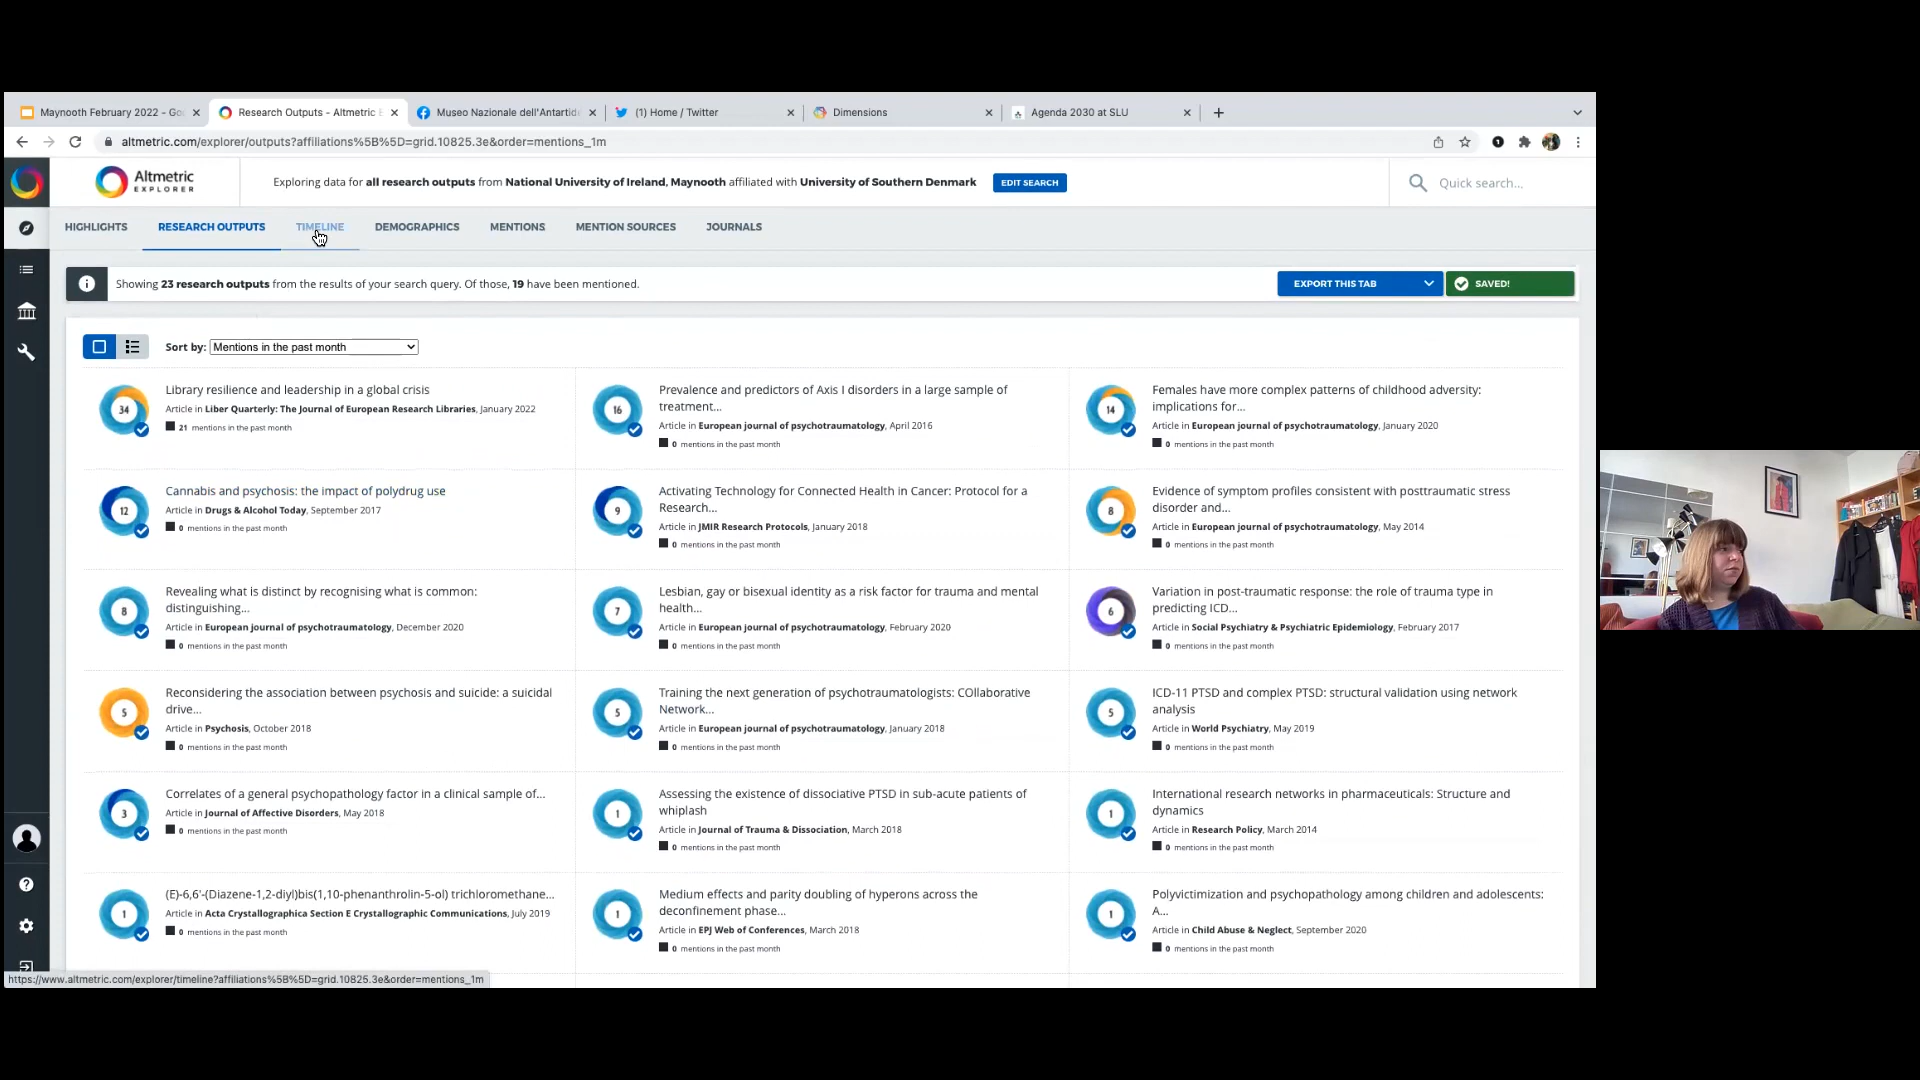 Maynooth February 2022 - Go
Research Outputs - Altmetric E
Museo Nazionale dell'Antartide
(1) Home / Twitter
Dimensions
Agenda 2030 at SLU
altmetric.com/explorer/outputs?affiliations%5B%5D=grid.10825.3e&order=mentions_1m
Altmetric
EXPLORER
Exploring data for all research outputs from National University of Ireland, Maynooth affiliated with University of Southern Denmark
EDIT SEARCH
Quick search...
HIGHLIGHTS
RESEARCH OUTPUTS
TIMELINE
DEMOGRAPHICS
MENTIONS
MENTION SOURCES
JOURNALS
Showing 23 research outputs from the results of your search query. Of those, 19 have been mentioned.
EXPORT THIS TAB
SAVED!
Sort by: Mentions in the past month
34
Library resilience and leadership in a global crisis
Article in Liber Quarterly: The Journal of European Research Libraries, January 2022
21 mentions in the past month
16
Prevalence and predictors of Axis I disorders in a large sample of
treatment...
Article in European journal of psychotraumatology, April 2016
0 mentions in the past month
14
Females have more complex patterns of childhood adversity:
implications for...
Article in European journal of psychotraumatology, January 2020
0 mentions in the past month
12
Cannabis and psychosis: the impact of polydrug use
Article in Drugs & Alcohol Today, September 2017
0 mentions in the past month
9
Activating Technology for Connected Health in Cancer: Protocol for a
Research...
Article in JMIR Research Protocols, January 2018
0 mentions in the past month
8
Evidence of symptom profiles consistent with posttraumatic stress
disorder and...
Article in European journal of psychotraumatology, May 2014
0 mentions in the past month
8
Revealing what is distinct by recognising what is common:
distinguishing...
Article in European journal of psychotraumatology, December 2020
0 mentions in the past month
7
Lesbian, gay or bisexual identity as a risk factor for trauma and mental
health...
Article in European journal of psychotraumatology, February 2020
0 mentions in the past month
6
Variation in post-traumatic response: the role of trauma type in
predicting ICD...
Article in Social Psychiatry & Psychiatric Epidemiology, February 2017
0 mentions in the past month
5
Reconsidering the association between psychosis and suicide: a suicidal
drive...
Article in Psychosis, October 2018
0 mentions in the past month
5
Training the next generation of psychotraumatologists: COllaborative
Network...
Article in European journal of psychotraumatology, January 2018
0 mentions in the past month
5
ICD-11 PTSD and complex PTSD: structural validation using network
analysis
Article in World Psychiatry, May 2019
0 mentions in the past month
3
Correlates of a general psychopathology factor in a clinical sample of...
Article in Journal of Affective Disorders, May 2018
0 mentions in the past month
1
Assessing the existence of dissociative PTSD in sub-acute patients of
whiplash
Article in Journal of Trauma & Dissociation, March 2018
0 mentions in the past month
1
International research networks in pharmaceuticals: Structure and
dynamics
Article in Research Policy, March 2014
0 mentions in the past month
1
(E)-6,6'-(Diazene-1,2-diyl)bis(1,10-phenanthrolin-5-ol) trichloromethane...
Article in Acta Crystallographica Section E Crystallographic Communications, July 2019
0 mentions in the past month
1
Medium effects and parity doubling of hyperons across the
deconfinement phase...
Article in EPJ Web of Conferences, March 2018
0 mentions in the past month
1
Polyvictimization and psychopathology among children and adolescents:
A...
Article in Child Abuse & Neglect, September 2020
0 mentions in the past month
https://www.altmetric.com/explorer/timeline?affiliations%5B%5D=grid.10825.3e&order=mentions_1m